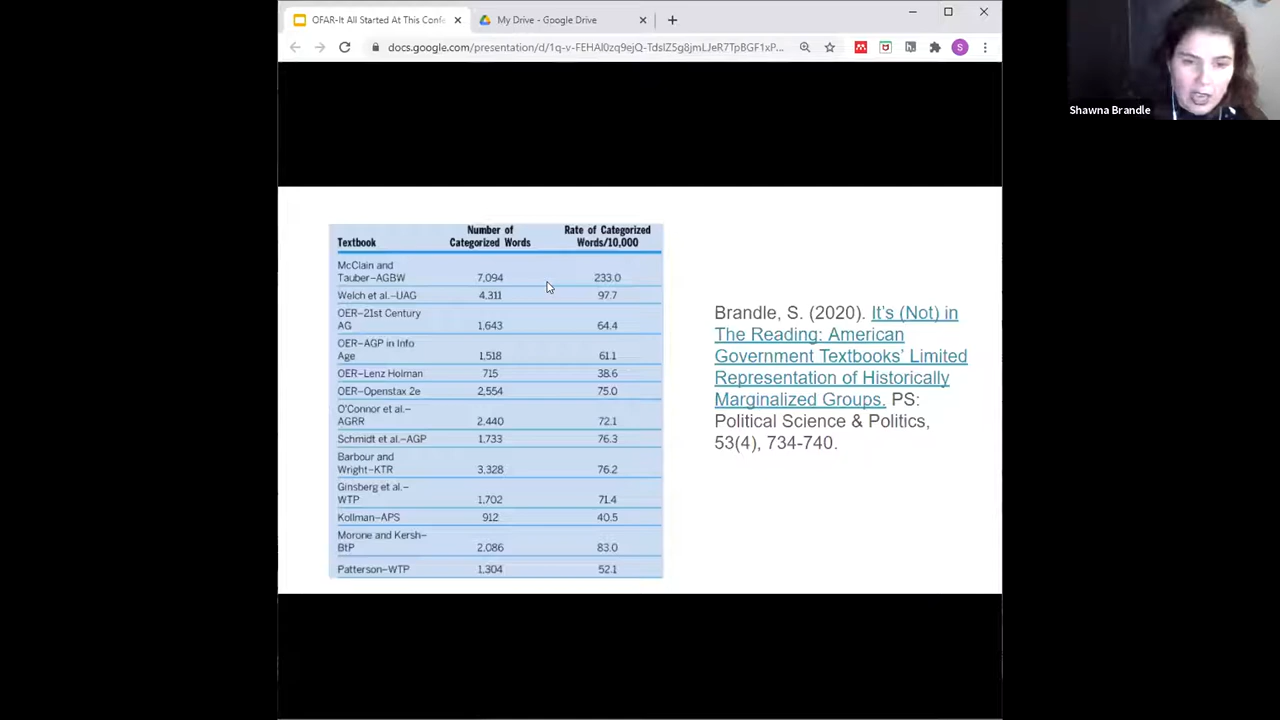 OFAR-It All Started At This Confe
My Drive - Google Drive
docs.google.com/presentation/d/1q-v-FEHAl0zq9ejQ-TdslZ5g8jmLJeR7TpBGF1xP...
S
Shawna Brandle
Textbook Number of Categorized Words Rate of Categorized Words/10,000
McClain and
Tauber–AGBW 7,094 233.0
Welch et al.–UAG 4,311 97.7
OER–21st Century
AG 1,643 64.4
OER–AGP in Info
Age 1,518 61.1
OER–Lenz Holman 715 38.6
OER–Openstax 2e 2,554 75.0
O'Connor et al.–
AGRR 2,440 72.1
Schmidt et al.–AGP 1,733 76.3
Barbour and
Wright–KTR 3,328 76.2
Ginsberg et al.–
WTP 1,702 71.4
Kollman–APS 912 40.5
Morone and Kersh–
BtP 2,086 83.0
Patterson–WTP 1,304 52.1
Brandle, S. (2020). It's (Not) in
The Reading: American
Government Textbooks' Limited
Representation of Historically
Marginalized Groups. PS:
Political Science & Politics,
53(4), 734-740.